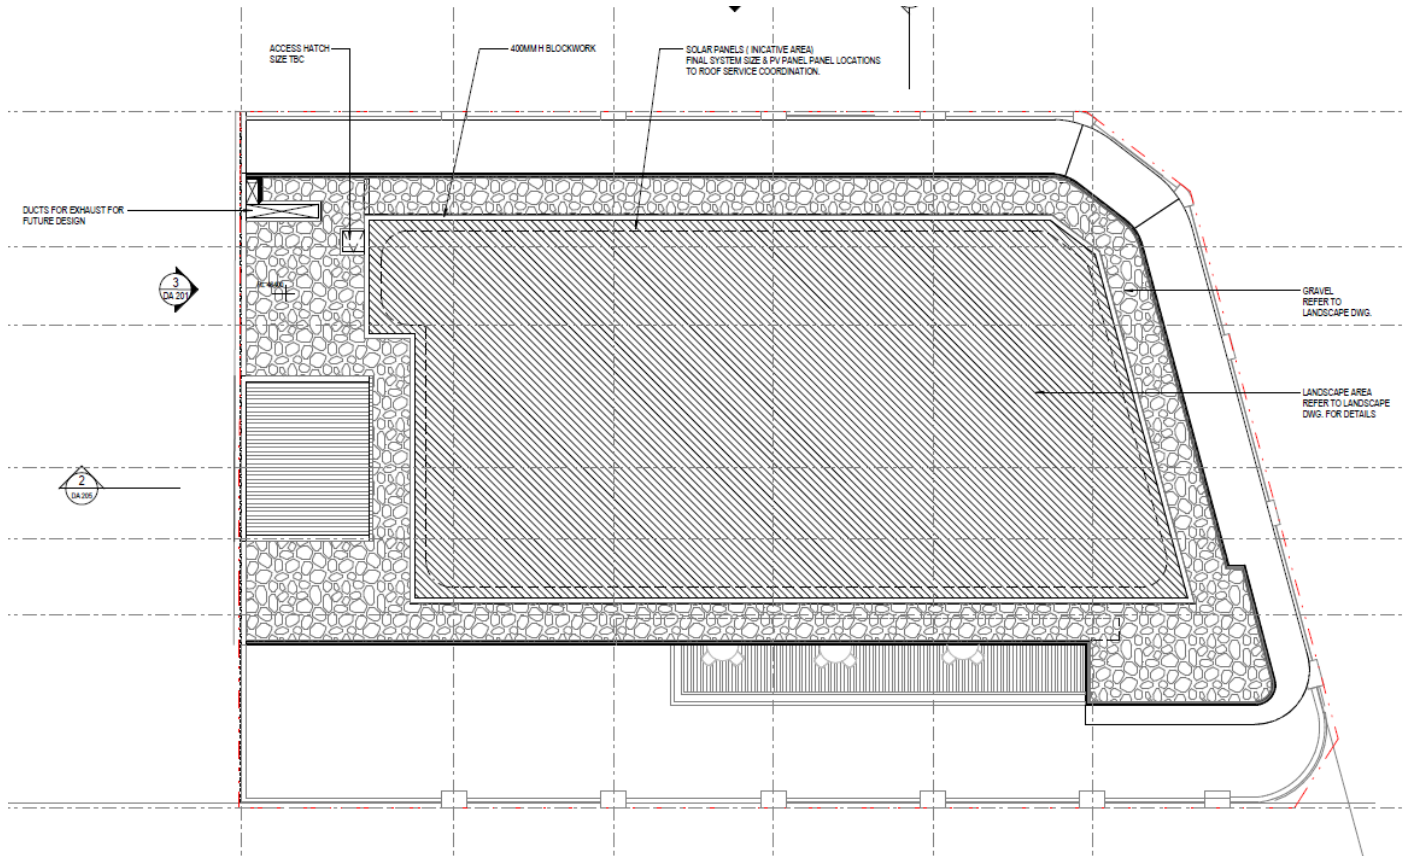 ACCESS HATCH
SIZE TBC
400MM H BLOCKWORK
SOLAR PANELS ( INICATIVE AREA)
FINAL SYSTEM SIZE & PV PANEL PANEL LOCATIONS
TO ROOF SERVICE COORDINATION.
DUCTS FOR EXHAUST FOR
FUTURE DESIGN
3
DA 201
GRAVEL
REFER TO
LANDSCAPE DWG.
LANDSCAPE AREA
REFER TO LANDSCAPE
DWG. FOR DETAILS
2
DA 205